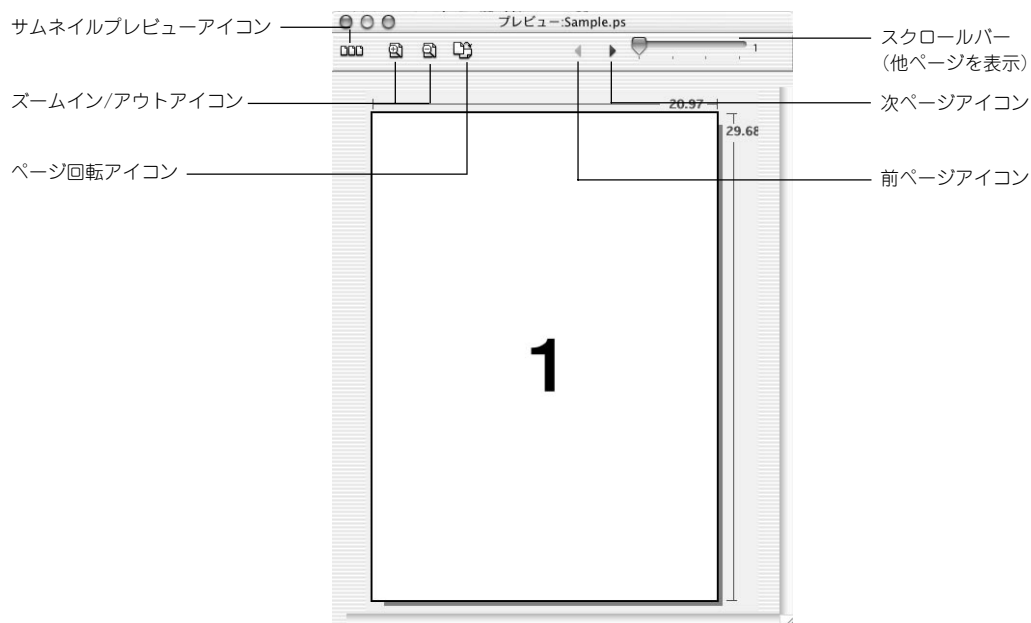 サムネイルプレビューアイコン
プレビュー:Sample.ps
スクロールバー
（他ページを表示）
1
ズームイン/アウトアイコン
次ページアイコン
20.97
29.68
ページ回転アイコン
前ページアイコン
1